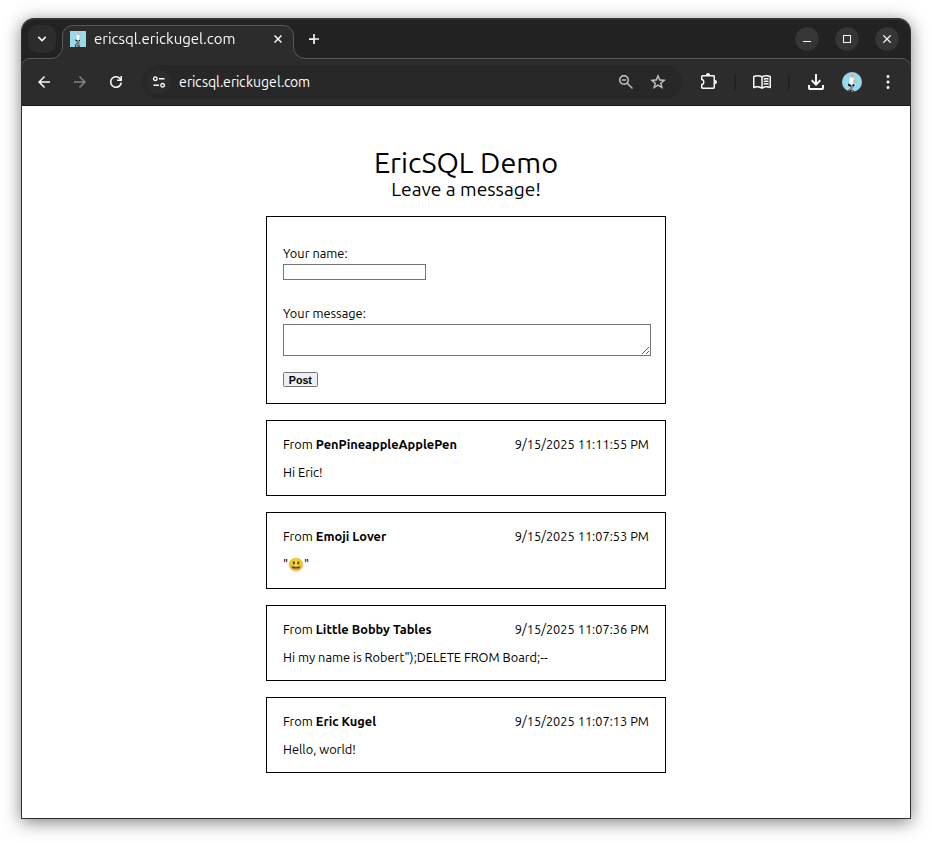 ericsql.erickugel.com
ericsql.erickugel.com
EricSQL Demo
Leave a message!
Your name:
Your message:
Post
From PenPineappleApplePen 9/15/2025 11:11:55 PM
Hi Eric!
From Emoji Lover 9/15/2025 11:07:53 PM
"😃"
From Little Bobby Tables 9/15/2025 11:07:36 PM
Hi my name is Robert");DELETE FROM Board;--
From Eric Kugel 9/15/2025 11:07:13 PM
Hello, world!